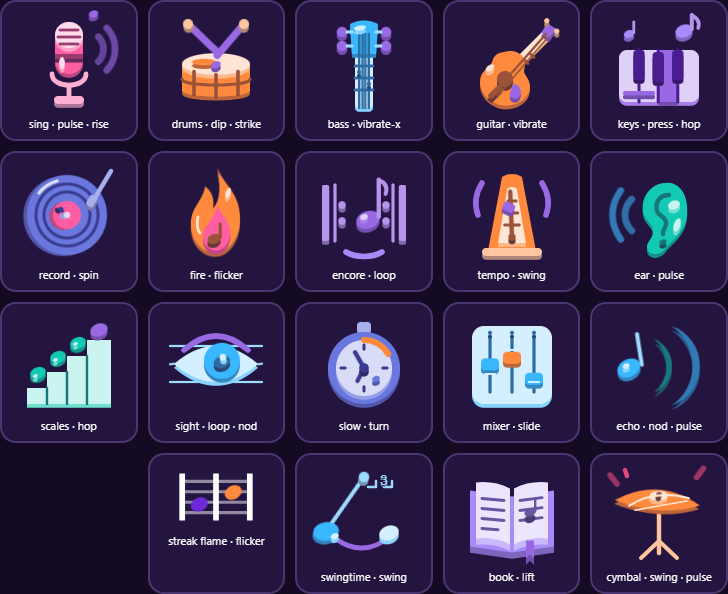 sing · pulse · rise
drums · dip · strike
bass · vibrate-x
guitar · vibrate
keys · press · hop
record · spin
fire · flicker
encore · loop
tempo · swing
ear · pulse
scales · hop
sight · loop · nod
slow · turn
mixer · slide
echo · nod · pulse
streak flame · flicker
3
swingtime · swing
book · lift
cymbal · swing · pulse